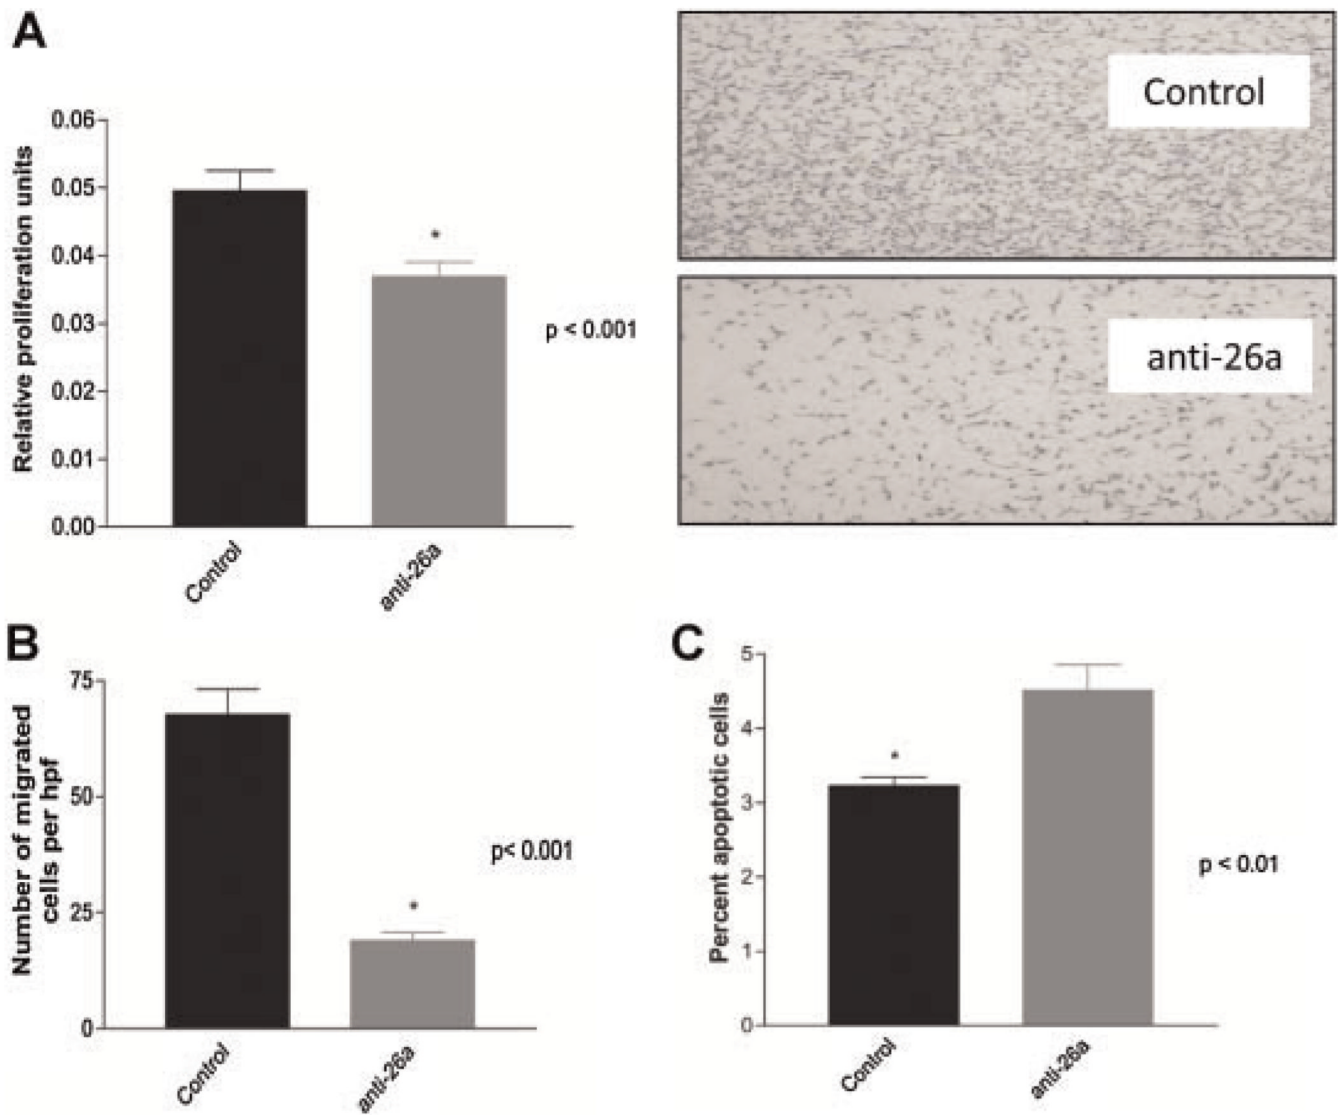 A
Relative proliferation units
0.06
0.05
0.04
0.03
0.02
0.01
0.00
*
p < 0.001
Control
anti-26a
Control
anti-26a
B
Number of migrated
cells per hpf
75
50
25
0
*
p< 0.001
Control
anti-26a
C
Percent apoptotic cells
5
4
3
2
1
0
*
p < 0.01
Control
anti-26a